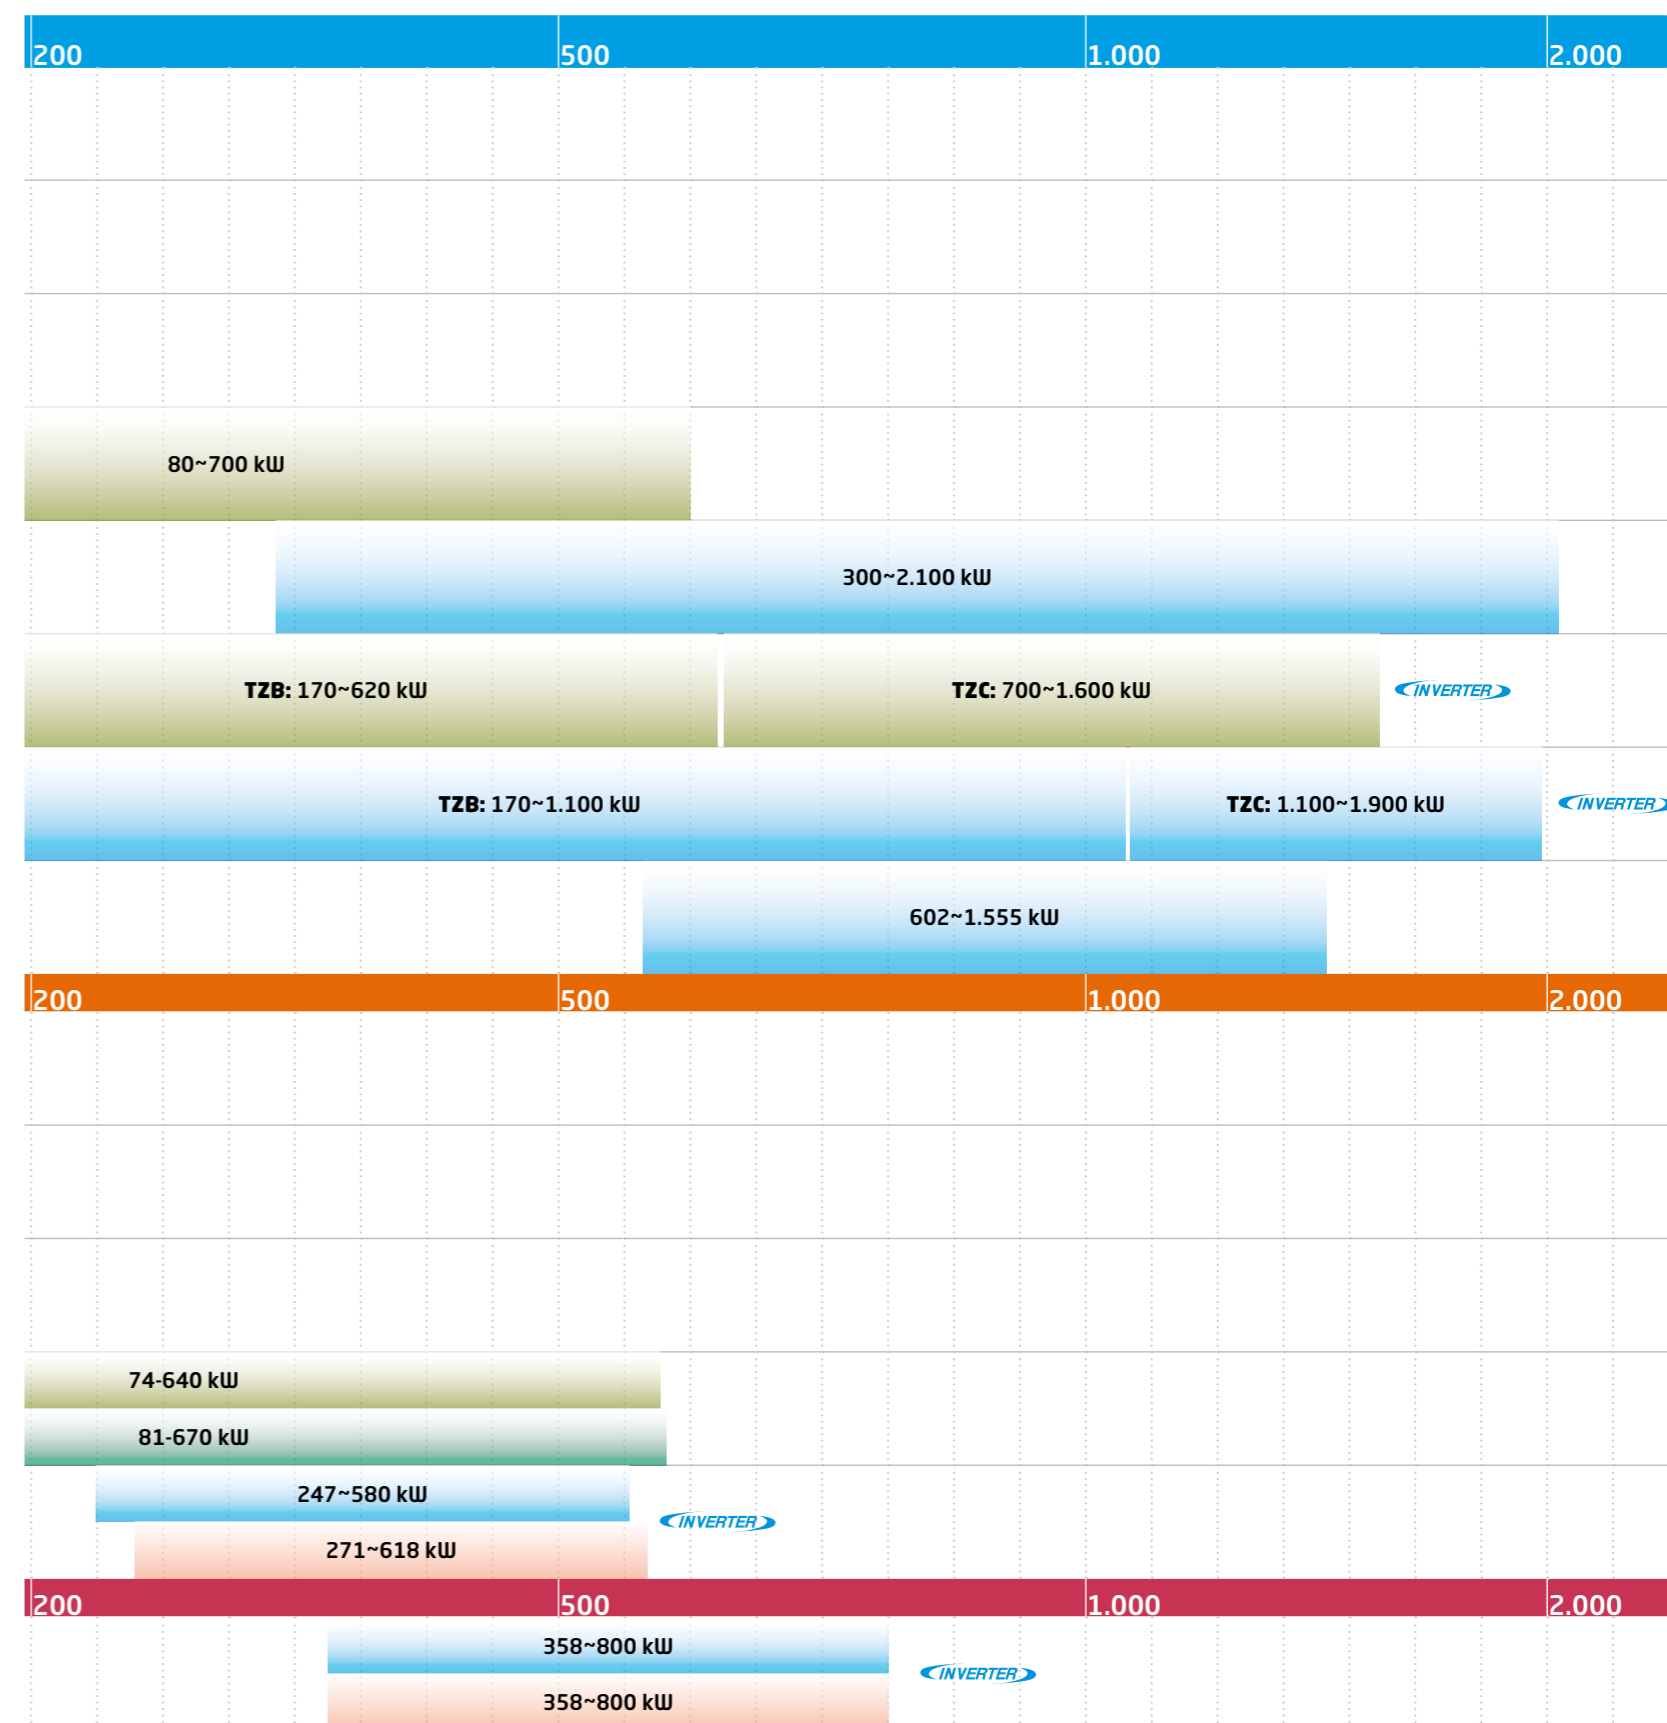 200 500 1.000 2.000
80~700 kW
300~2.100 kW
TZB: 170~620 kW TZC: 700~1.600 kW INVERTER
TZB: 170~1.100 kW TZC: 1.100~1.900 kW INVERTER
602~1.555 kW
200 500 1.000 2.000
74-640 kW
81-670 kW
247~580 kW
INVERTER
271~618 kW
200 500 1.000 2.000
358~800 kW
INVERTER
358~800 kW